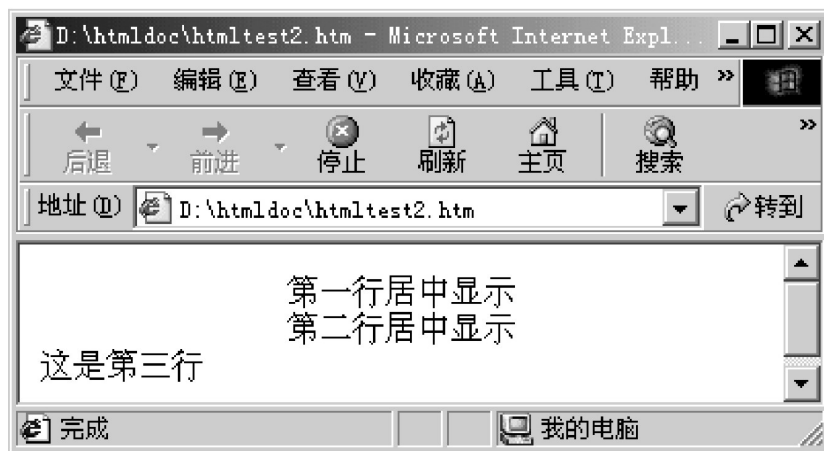 D:\htmldoc\htmltest2.htm - Microsoft Internet Expl...
文件(F) 编辑(E) 查看(V) 收藏(A) 工具(T) 帮助 »
后退 前进 停止 刷新 主页 搜索 »
地址(D) D:\htmldoc\htmltest2.htm 转到
第一行居中显示
第二行居中显示
这是第三行
完成 我的电脑